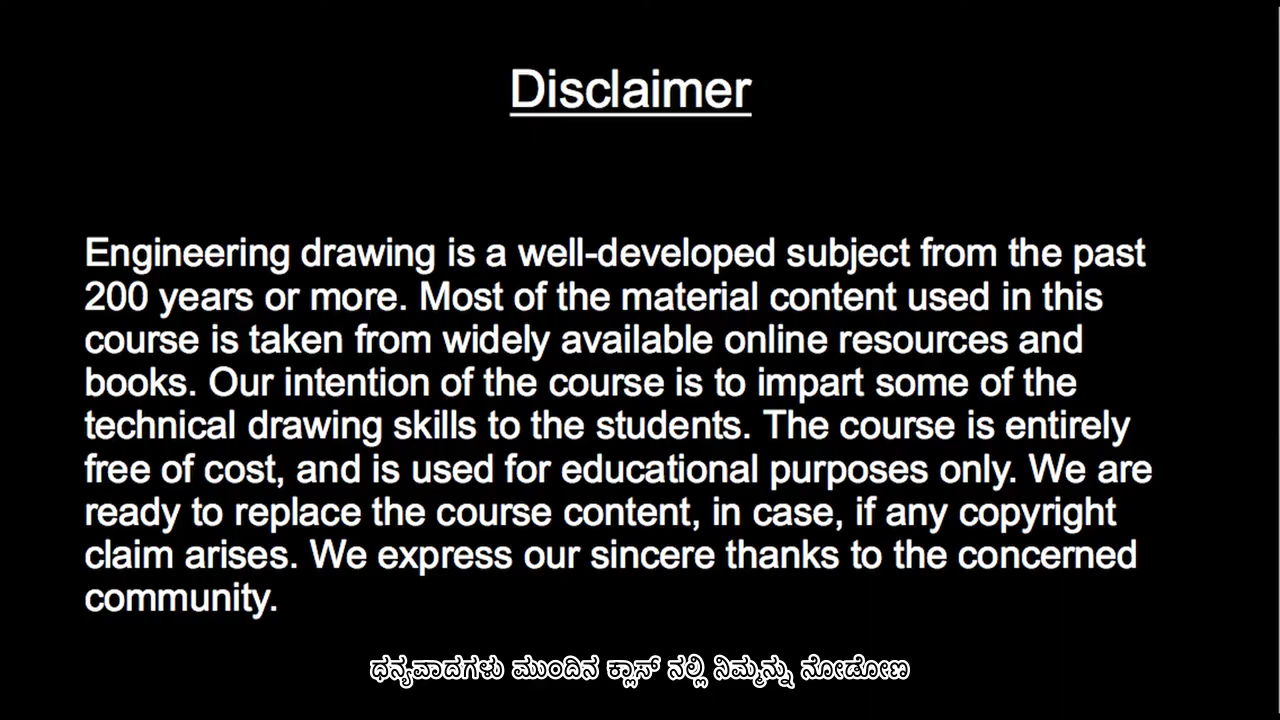 Disclaimer
Engineering drawing is a well-developed subject from the past
200 years or more. Most of the material content used in this
course is taken from widely available online resources and
books. Our intention of the course is to impart some of the
technical drawing skills to the students. The course is entirely
free of cost, and is used for educational purposes only. We are
ready to replace the course content, in case, if any copyright
claim arises. We express our sincere thanks to the concerned
community.
ಧನ್ಯವಾದಗಳು ಮುಂದಿನ ಕ್ಲಾಸ್ ನಲ್ಲಿ ನಿಮ್ಮನ್ನು ನೋಡೋಣ